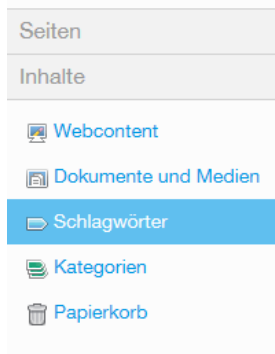 Seiten
Inhalte
Webcontent
Dokumente und Medien
Schlagwörter
Kategorien
Papierkorb